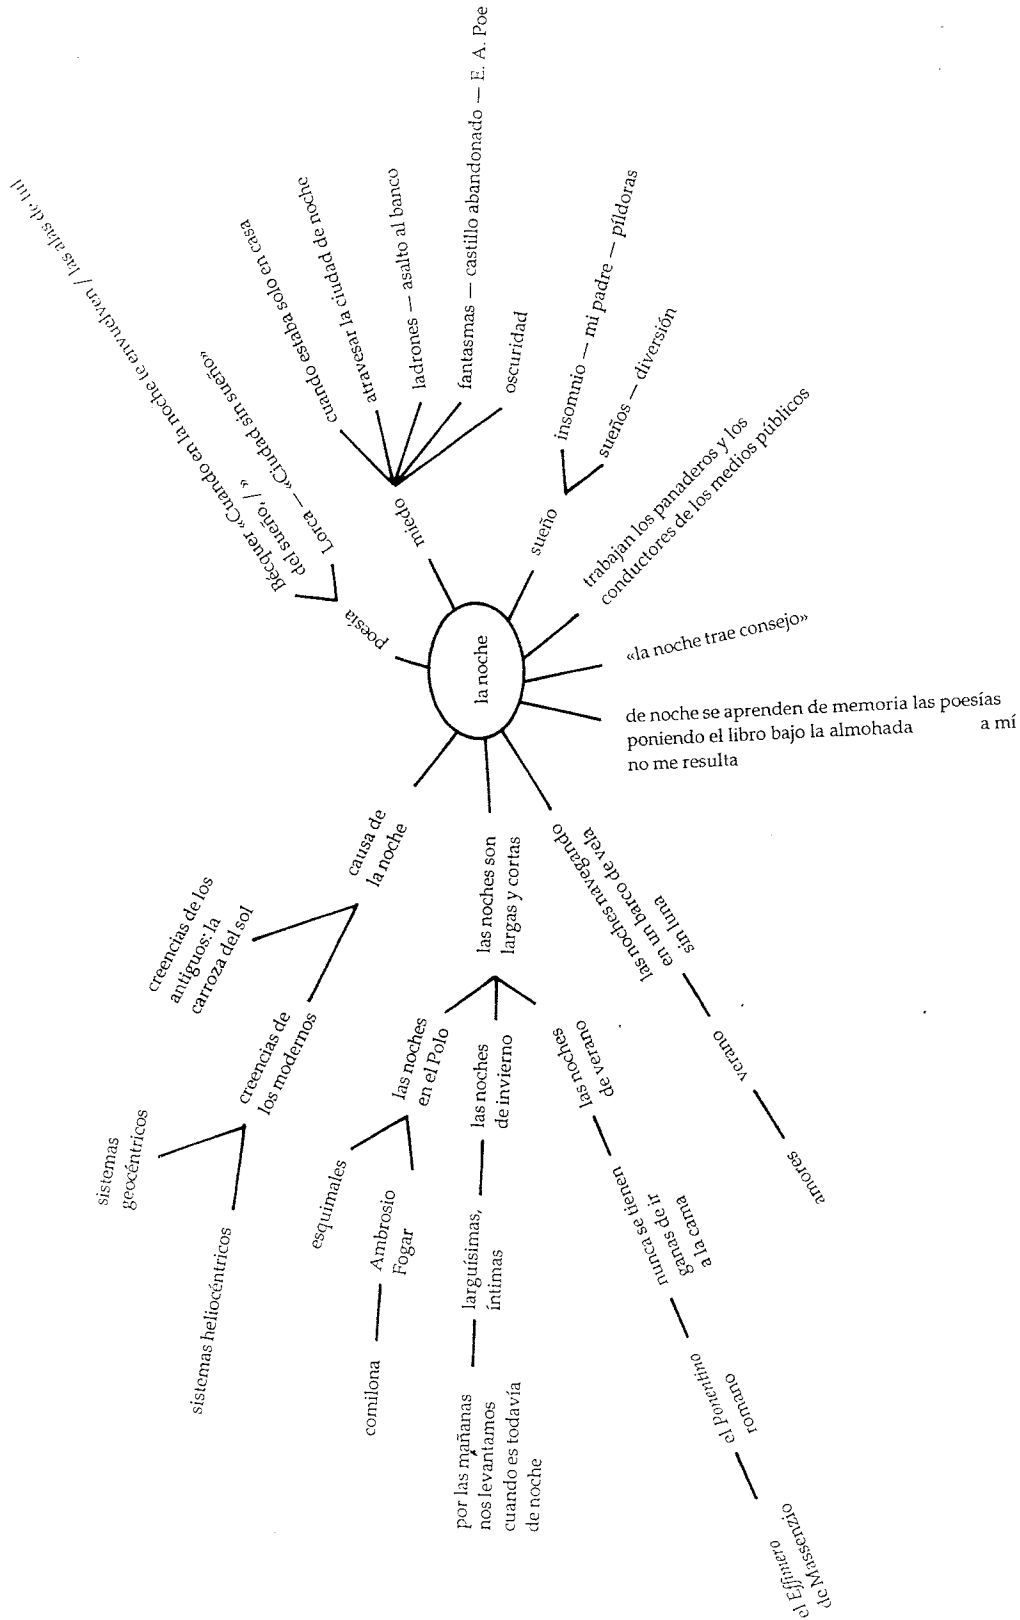 la noche
poesía
Bécquer «Cuando en la noche te envuelven / las alas de tul
del sueño, / »
Lorca — «Ciudad sin sueño»
miedo
cuando estaba solo en casa
atravesar la ciudad de noche
ladrones — asalto al banco
fantasmas — castillo abandonado — E. A. Poe
oscuridad
sueño
insomnio — mi padre — píldoras
sueños — diversión
trabajan los panaderos y los
conductores de los medios públicos
«la noche trae consejo»
de noche se aprenden de memoria las poesías
poniendo el libro bajo la almohada a mí
no me resulta
las noches navegando
en un barco de vela
sin luna
verano
amores
las noches son
largas y cortas
las noches
de verano
nunca se tienen
ganas de ir
a la cama
el Ponentino
romano
el Effimero
de Massenzio
las noches
de invierno
larguísimas,
íntimas
por las mañanas
nos levantamos
cuando es todavía
de noche
las noches
en el Polo
esquimales
Ambrosio
Fogar
comilona
causa de
la noche
creencias de los
antiguos: la
carroza del sol
creencias de
los modernos
sistemas
geocéntricos
sistemas heliocéntricos